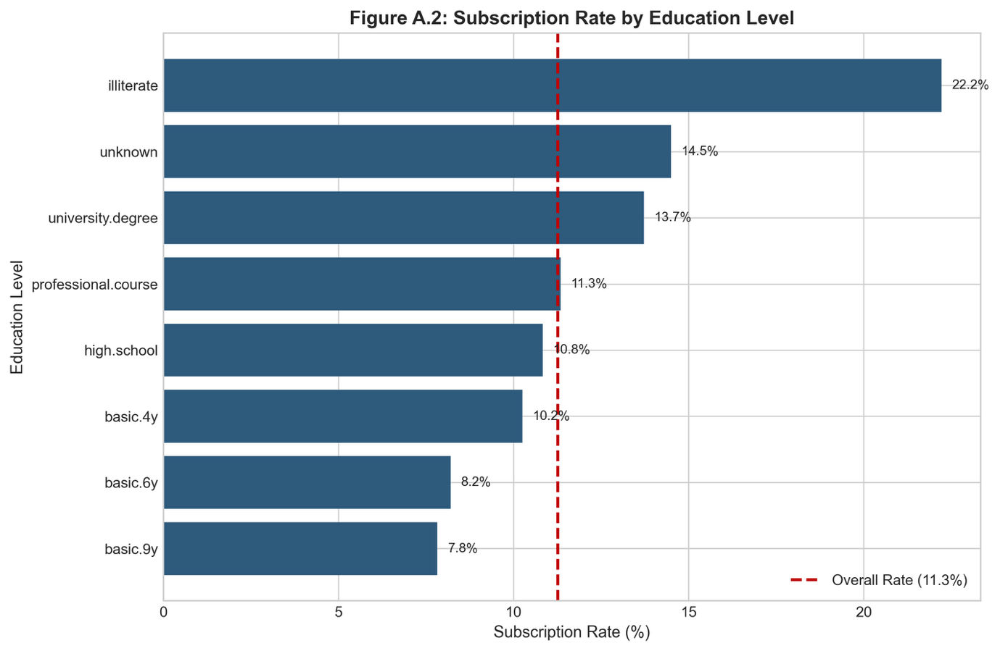 Figure A.2: Subscription Rate by Education Level
illiterate
22.2%
unknown
14.5%
university.degree
13.7%
professional.course
11.3%
high.school
10.8%
basic.4y
10.2%
basic.6y
8.2%
basic.9y
7.8%
Education Level
Overall Rate (11.3%)
0
5
10
15
20
Subscription Rate (%)